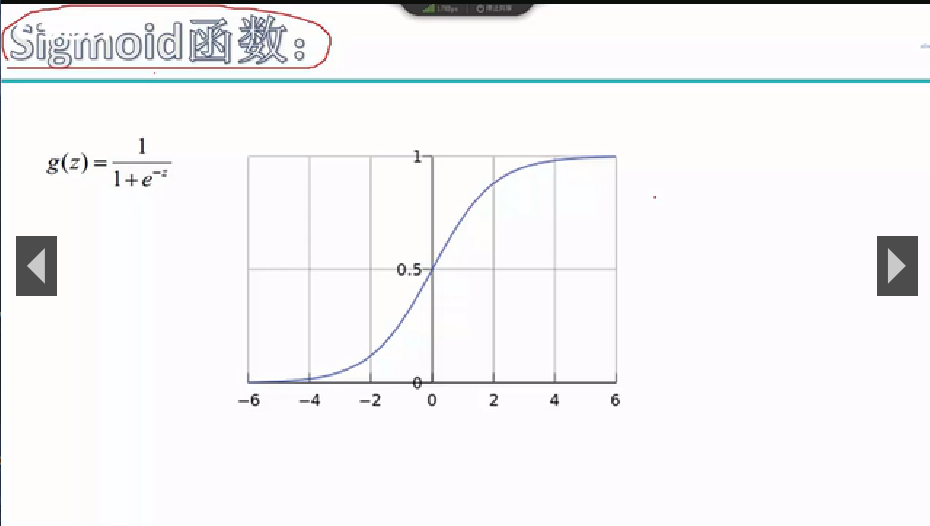 Sigmoid函数：
g(z)=1/(1+e^{-z})
1
0.5
0
−6 −4 −2 0 2 4 6